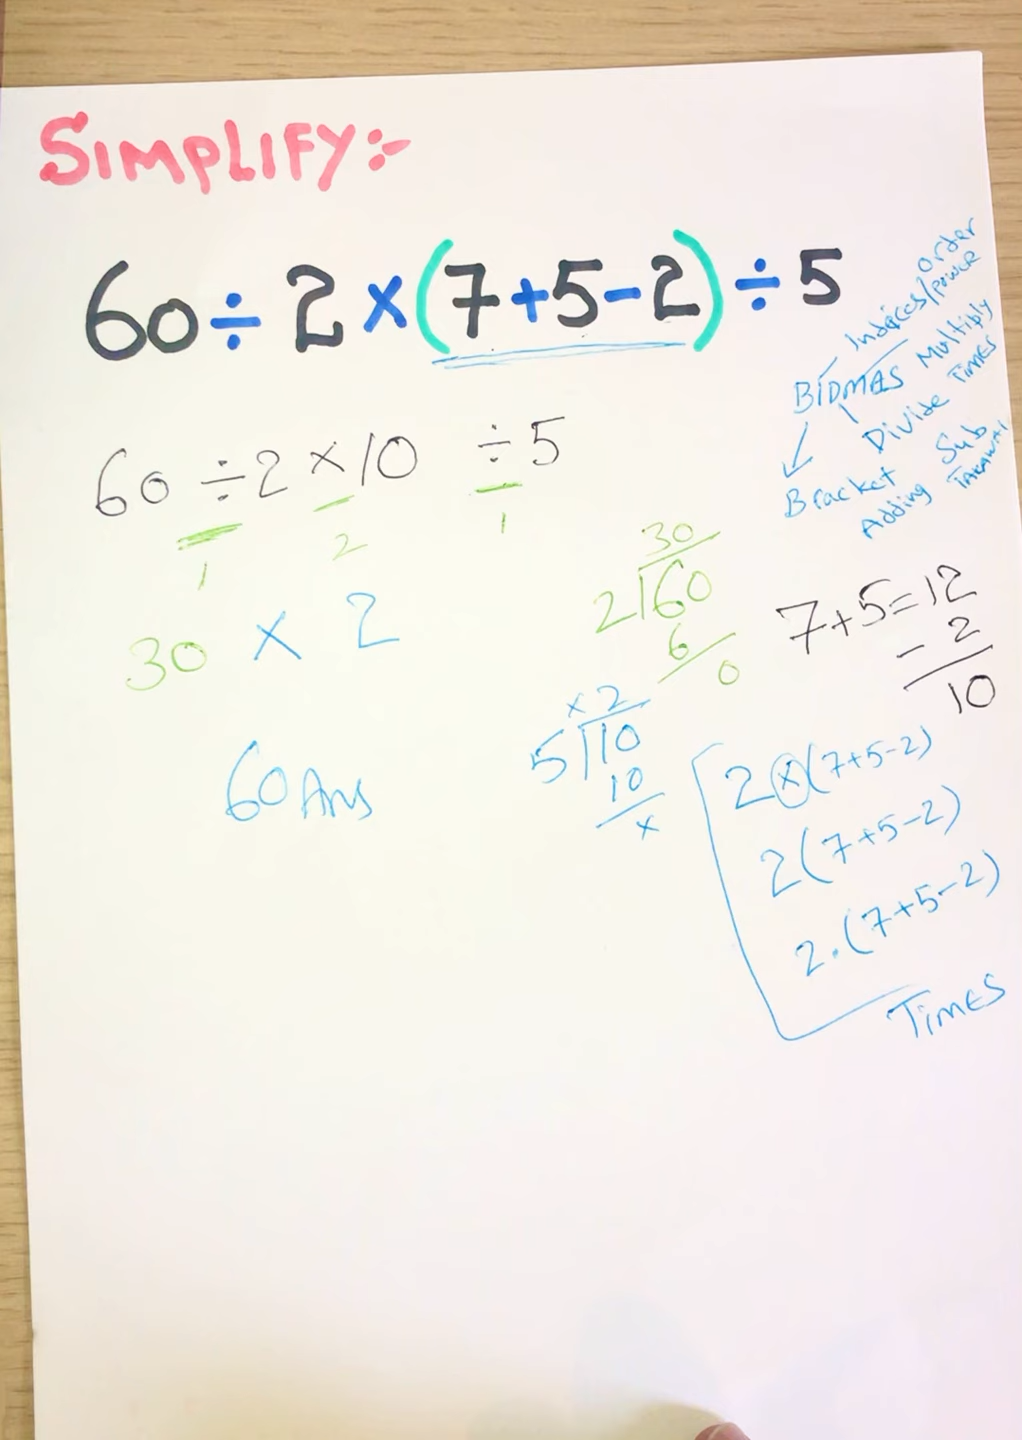 SIMPLIFY:-
60 ÷ 2 × (7+5-2) ÷ 5
Indices/Order
power
BIDMAS Multiply
Times
Divide
Bracket Sub
Adding TAKAWAY
60 ÷2 ×10 ÷5
1 2 1
30 × 2
60 Ans
30
2 60
6
0
7+5=12
- 2
10
×2
5 10
10
×
2×(7+5-2)
2(7+5-2)
2.(7+5-2)
TIMES